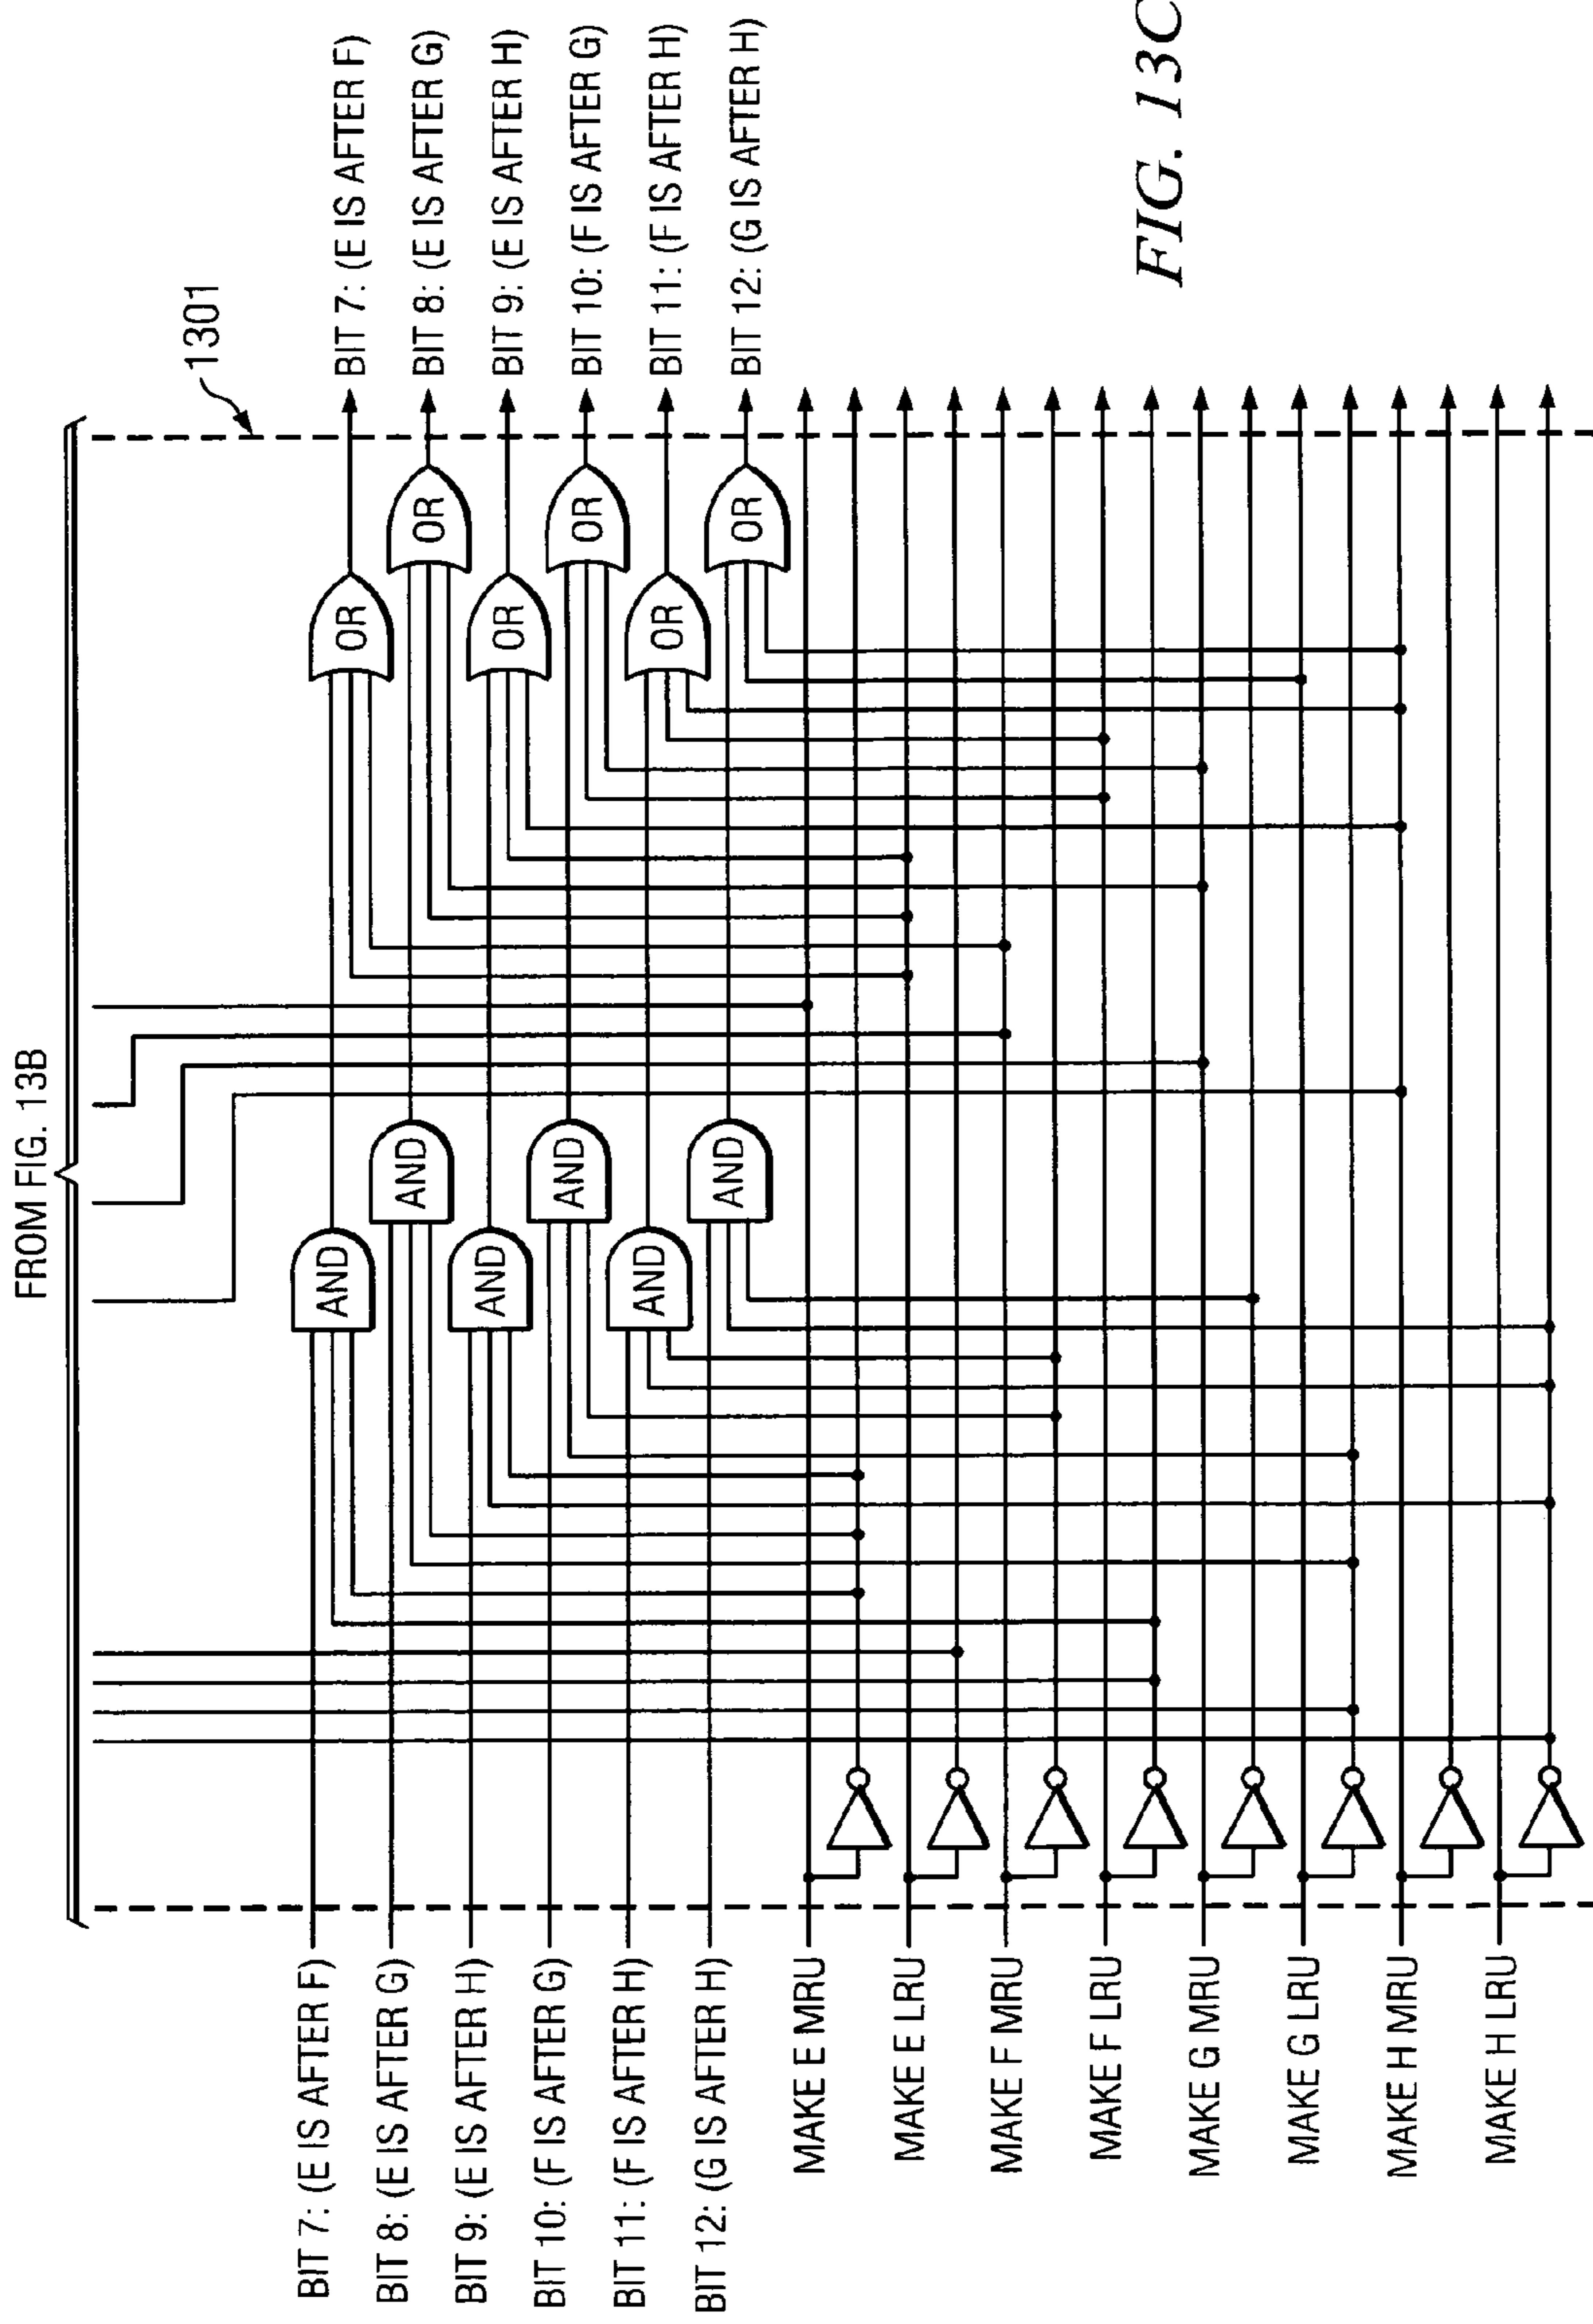 FROM FIG. 13B
1301
BIT 7: (E IS AFTER F)
BIT 8: (E IS AFTER G)
BIT 9: (E IS AFTER H)
BIT 10: (F IS AFTER G)
BIT 11: (F IS AFTER H)
BIT 12: (G IS AFTER H)
MAKE E MRU
MAKE E LRU
MAKE F MRU
MAKE F LRU
MAKE G MRU
MAKE G LRU
MAKE H MRU
MAKE H LRU
AND
AND
AND
AND
AND
AND
OR
OR
OR
OR
OR
OR
BIT 7: (E IS AFTER F)
BIT 8: (E IS AFTER G)
BIT 9: (E IS AFTER H)
BIT 10: (F IS AFTER G)
BIT 11: (F IS AFTER H)
BIT 12: (G IS AFTER H)
FIG. 13C